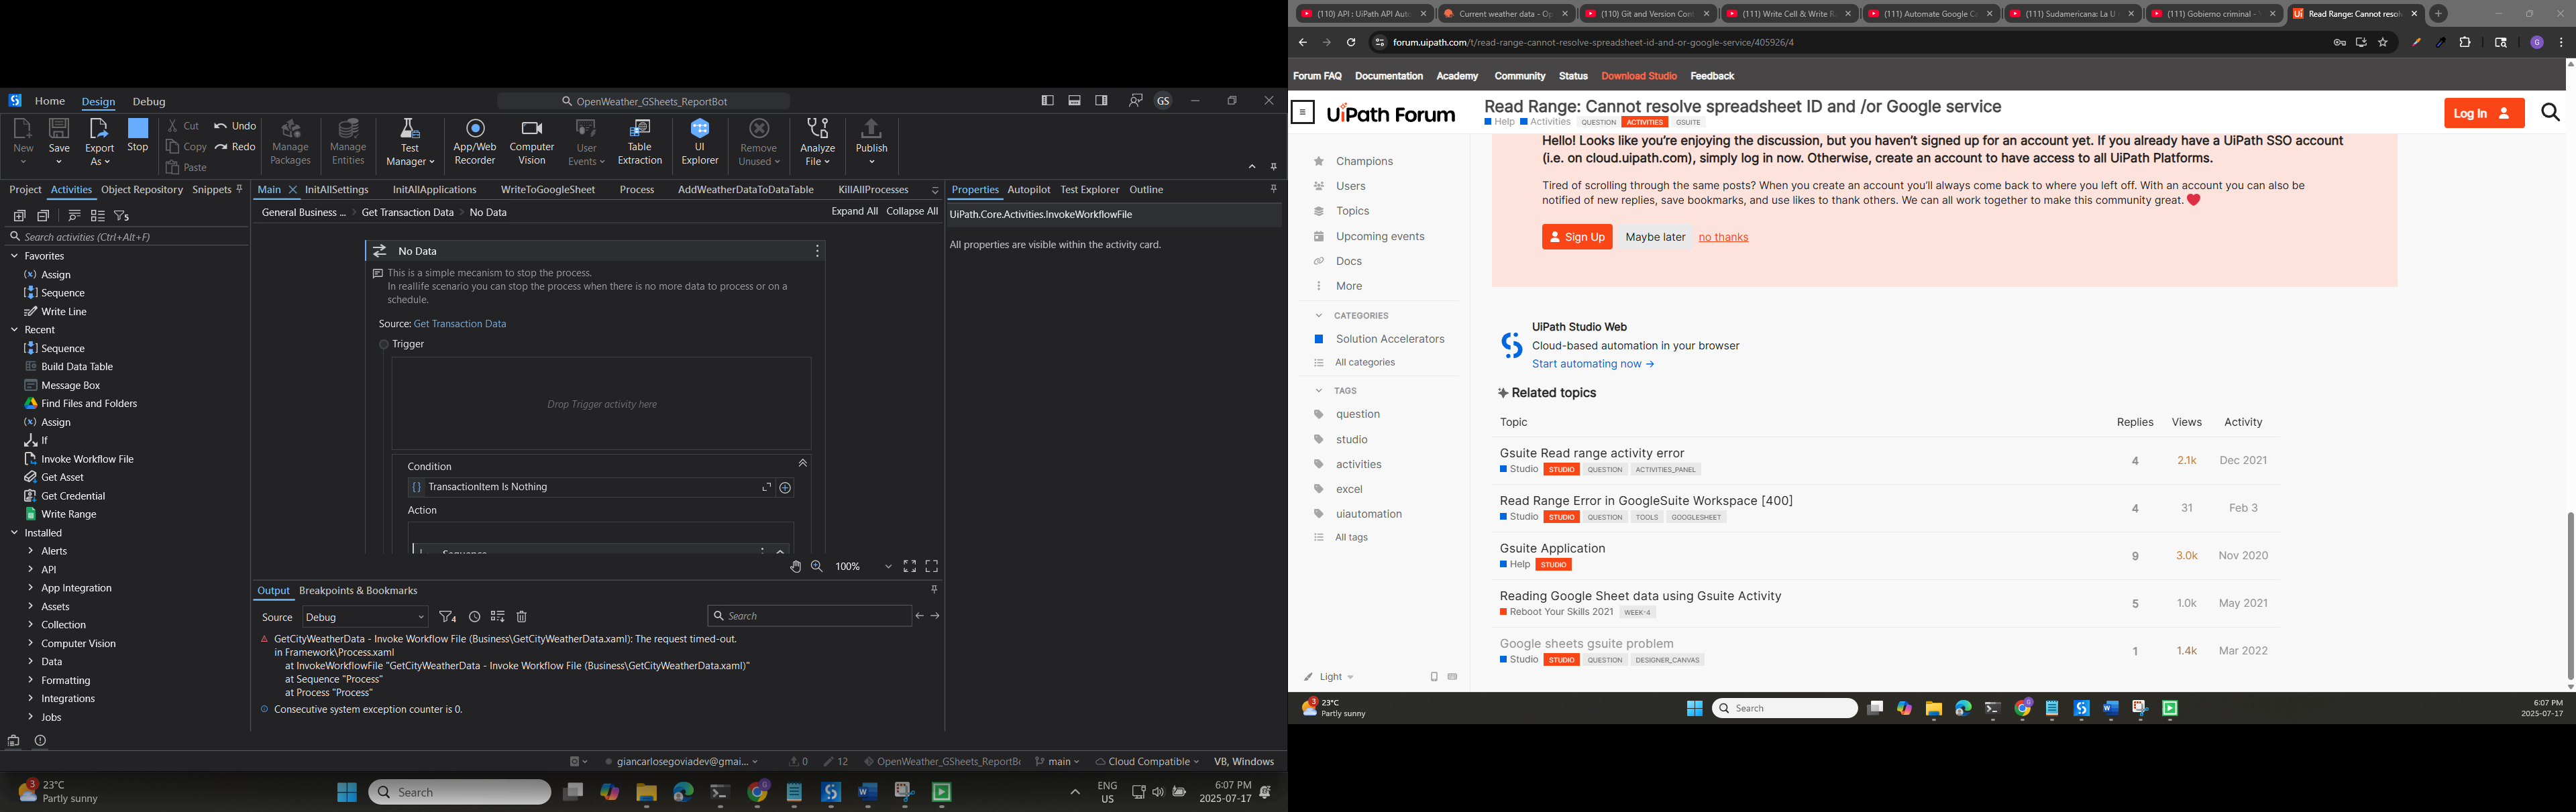 Home Design Debug
OpenWeather_GSheets_ReportBot
GS
New
Save
Export As
Stop
Cut
Copy
Paste
Undo
Redo
Manage Packages
Manage Entities
Test Manager
App/Web Recorder
Computer Vision
User Events
Table Extraction
UI Explorer
Remove Unused
Analyze File
Publish
Project Activities Object Repository Snippets
Search activities (Ctrl+Alt+F)
Favorites
Assign
Sequence
Write Line
Recent
Sequence
Build Data Table
Message Box
Find Files and Folders
Assign
If
Invoke Workflow File
Get Asset
Get Credential
Write Range
Installed
Alerts
API
App Integration
Assets
Collection
Computer Vision
Data
Formatting
Integrations
Jobs
Main InitAllSettings InitAllApplications WriteToGoogleSheet Process AddWeatherDataToDataTable KillAllProcesses
General Business ... > Get Transaction Data > No Data
Expand All Collapse All
No Data
This is a simple mecanism to stop the process.
In reallife scenario you can stop the process when there is no more data to process or on a
schedule.
Source: Get Transaction Data
Trigger
Drop Trigger activity here
Condition
TransactionItem Is Nothing
Action
Sequence
100%
Output Breakpoints & Bookmarks
Source Debug
4
Search
GetCityWeatherData - Invoke Workflow File (Business\GetCityWeatherData.xaml): The request timed-out.
in Framework\Process.xaml
at InvokeWorkflowFile "GetCityWeatherData - Invoke Workflow File (Business\GetCityWeatherData.xaml)"
at Sequence "Process"
at Process "Process"
Consecutive system exception counter is 0.
Properties Autopilot Test Explorer Outline
UiPath.Core.Activities.InvokeWorkflowFile
All properties are visible within the activity card.
giancarlosegoviadev@gmai...
0
12
OpenWeather_GSheets_ReportBo
main
Cloud Compatible
VB, Windows
3
23°C
Partly sunny
Search
ENG
US
6:07 PM
2025-07-17
(110) API : UiPath API Aut
Current weather data - Op
(110) Git and Version Con
(111) Write Cell & Write R
(111) Automate Google C
(111) Sudamericana: La U
(111) Gobierno criminal -
Read Range: Cannot resol
forum.uipath.com/t/read-range-cannot-resolve-spreadsheet-id-and-or-google-service/405926/4
G
Forum FAQ Documentation Academy Community Status Download Studio Feedback
UiPath Forum
Read Range: Cannot resolve spreadsheet ID and /or Google service
Help Activities QUESTION ACTIVITIES GSUITE
Log In
Champions
Users
Topics
Upcoming events
Docs
More
CATEGORIES
Solution Accelerators
All categories
TAGS
question
studio
activities
excel
uiautomation
All tags
Light
Hello! Looks like you're enjoying the discussion, but you haven't signed up for an account yet. If you already have a UiPath SSO account
(i.e. on cloud.uipath.com), simply log in now. Otherwise, create an account to have access to all UiPath Platforms.
Tired of scrolling through the same posts? When you create an account you'll always come back to where you left off. With an account you can also be
notified of new replies, save bookmarks, and use likes to thank others. We can all work together to make this community great.
Sign Up Maybe later no thanks
UiPath Studio Web
Cloud-based automation in your browser
Start automating now →
Related topics
Topic Replies Views Activity
Gsuite Read range activity error 4 2.1k Dec 2021
Studio STUDIO QUESTION ACTIVITIES_PANEL
Read Range Error in GoogleSuite Workspace [400] 4 31 Feb 3
Studio STUDIO QUESTION TOOLS GOOGLESHEET
Gsuite Application 9 3.0k Nov 2020
Help STUDIO
Reading Google Sheet data using Gsuite Activity 5 1.0k May 2021
Reboot Your Skills 2021 WEEK-4
Google sheets gsuite problem 1 1.4k Mar 2022
Studio STUDIO QUESTION DESIGNER_CANVAS
3
23°C
Partly sunny
Search
6:07 PM
2025-07-17